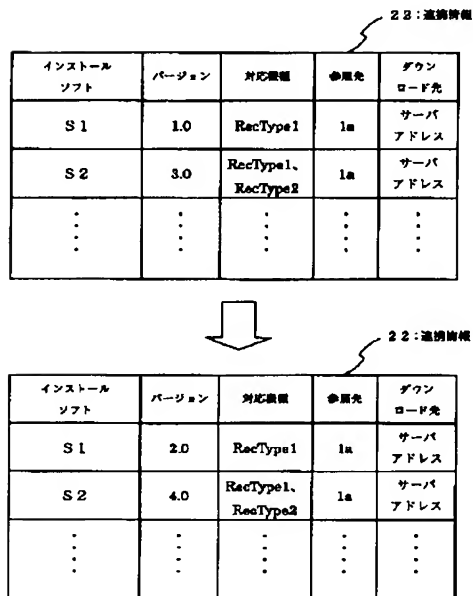 22:連携情報
インストール
ソフト
バージョン
対応機種
参照先
ダウン
ロード先
S1
1.0
RecType1
1a
サーバ
アドレス
S2
3.0
RecType1、
RecType2
1a
サーバ
アドレス
22:連携情報
インストール
ソフト
バージョン
対応機種
参照先
ダウン
ロード先
S1
2.0
RecType1
1a
サーバ
アドレス
S2
4.0
RecType1、
RecType2
1a
サーバ
アドレス